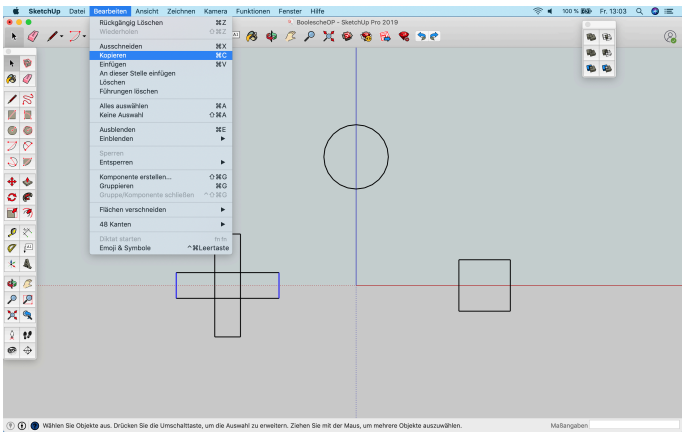 SketchUp Datei Bearbeiten Ansicht Zeichnen Kamera Funktionen Fenster Hilfe 100 % Fr. 13:03
BoolescheOP - SketchUp Pro 2019
Rückgängig Löschen ⌘Z
Wiederholen ⇧⌘Z
Ausschneiden ⌘X
Kopieren ⌘C
Einfügen ⌘V
An dieser Stelle einfügen
Löschen
Führungen löschen
Alles auswählen ⌘A
Keine Auswahl ⇧⌘A
Ausblenden ⌘E
Einblenden ▶
Sperren
Entsperren ▶
Komponente erstellen... ⇧⌘G
Gruppieren ⌘G
Gruppe/Komponente schließen ^⇧⌘G
Flächen verschneiden ▶
48 Kanten ▶
Diktat starten fn fn
Emoji & Symbole ^⌘Leertaste
Wählen Sie Objekte aus. Drücken Sie die Umschalttaste, um die Auswahl zu erweitern. Ziehen Sie mit der Maus, um mehrere Objekte auszuwählen. Maßangaben